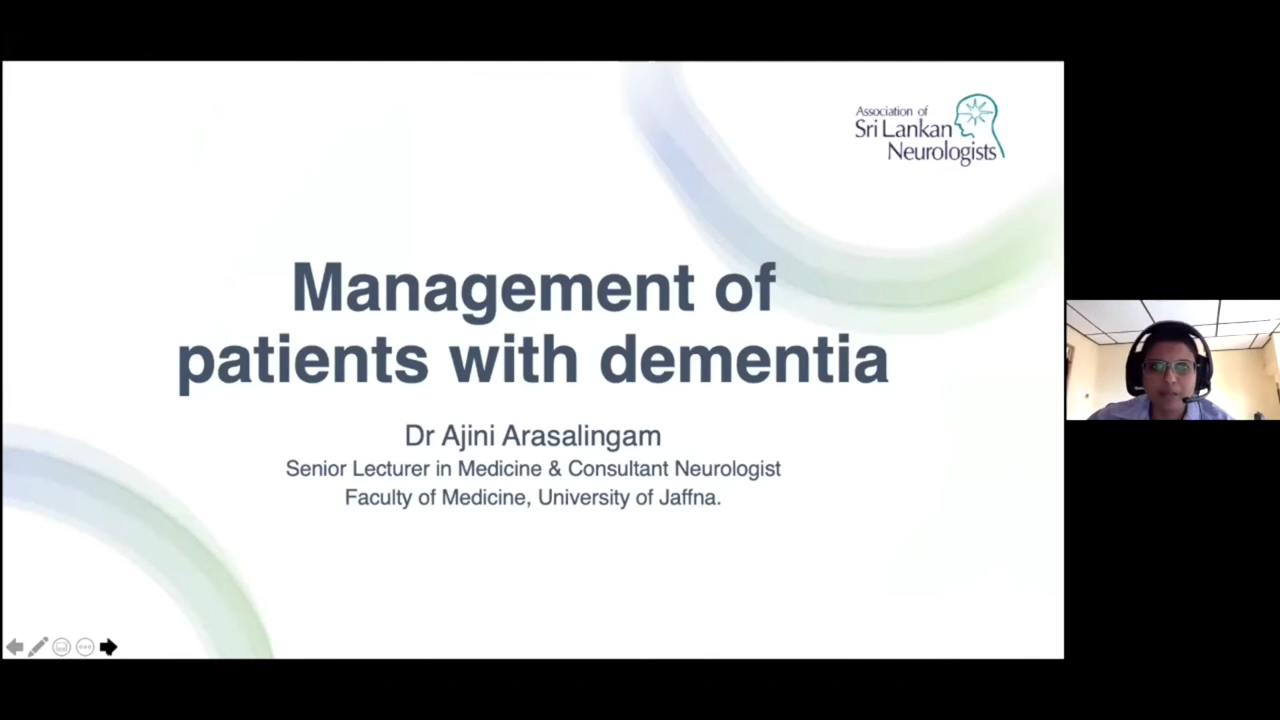 Association of
Sri Lankan
Neurologists
Management of
patients with dementia
Dr Ajini Arasalingam
Senior Lecturer in Medicine & Consultant Neurologist
Faculty of Medicine, University of Jaffna.